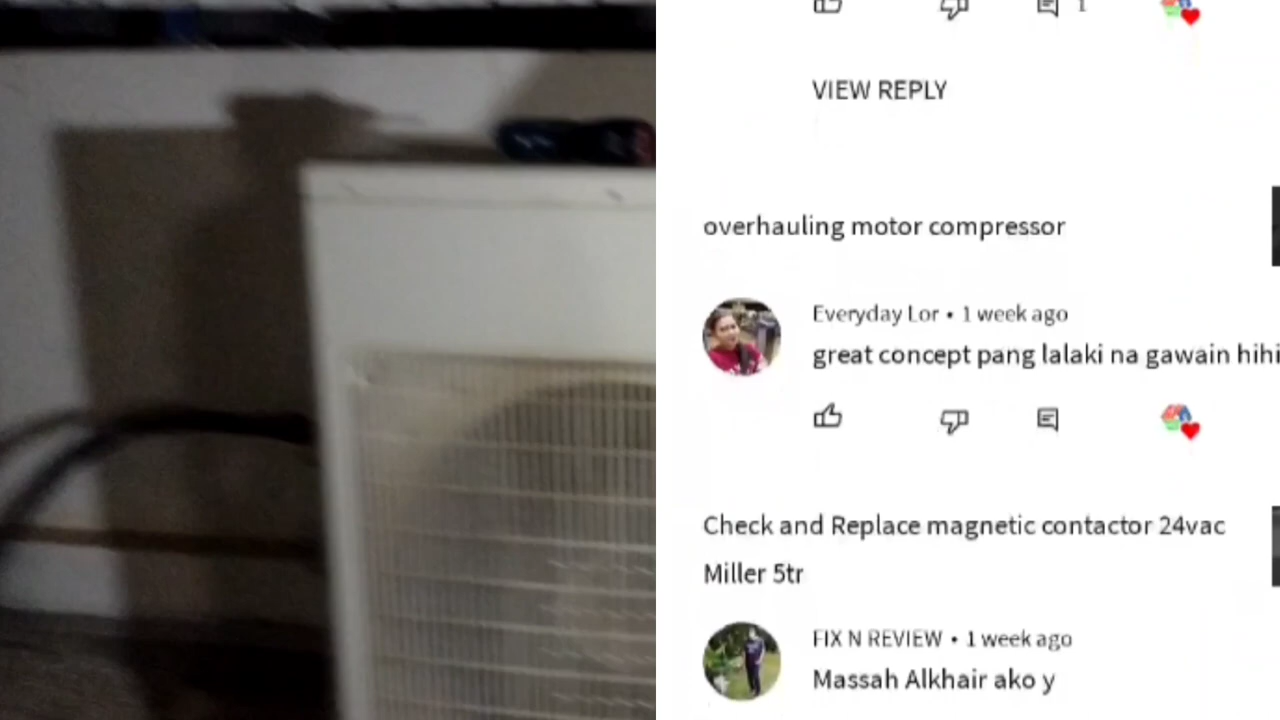 1
VIEW REPLY
overhauling motor compressor
Everyday Lor • 1 week ago
great concept pang lalaki na gawain hihi
Check and Replace magnetic contactor 24vac
Miller 5tr
FIX N REVIEW • 1 week ago
Massah Alkhair ako y